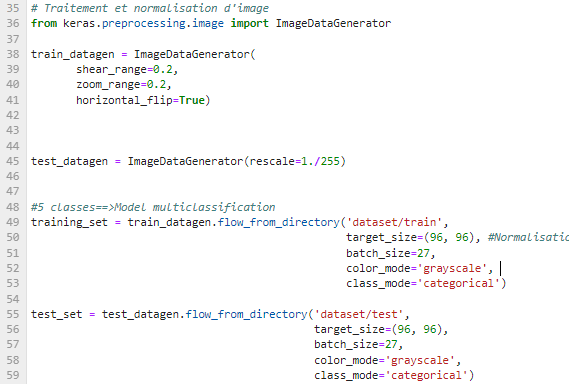 35 # Traitement et normalisation d'image
36 from keras.preprocessing.image import ImageDataGenerator
37
38 train_datagen = ImageDataGenerator(
39 shear_range=0.2,
40 zoom_range=0.2,
41 horizontal_flip=True)
42
43
44
45 test_datagen = ImageDataGenerator(rescale=1./255)
46
47
48 #5 classes==>Model multiclassification
49 training_set = train_datagen.flow_from_directory('dataset/train',
50 target_size=(96, 96), #Normalisatio
51 batch_size=27,
52 color_mode='grayscale',
53 class_mode='categorical')
54
55 test_set = test_datagen.flow_from_directory('dataset/test',
56 target_size=(96, 96),
57 batch_size=27,
58 color_mode='grayscale',
59 class_mode='categorical')